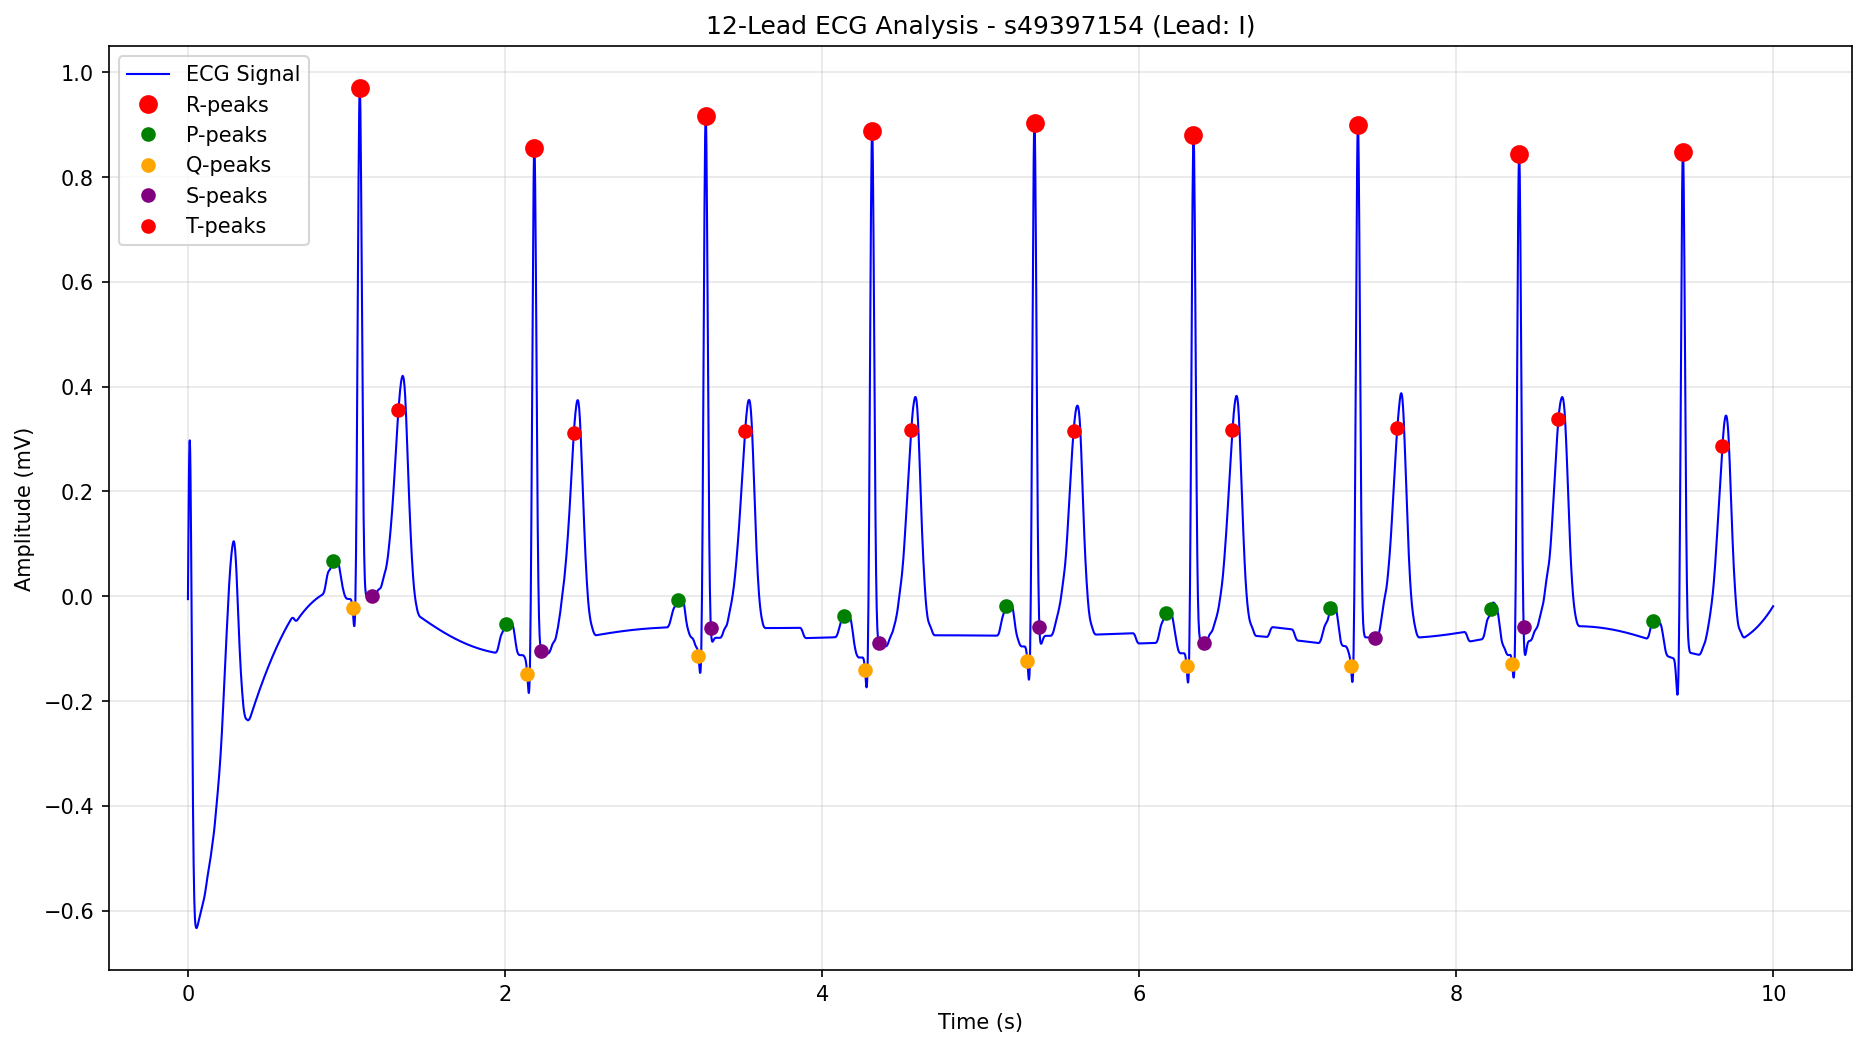 12-Lead ECG Analysis - s49397154 (Lead: I)
ECG Signal
R-peaks
P-peaks
Q-peaks
S-peaks
T-peaks
1.0
0.8
0.6
0.4
0.2
0.0
−0.2
−0.4
−0.6
Amplitude (mV)
0 2 4 6 8 10
Time (s)